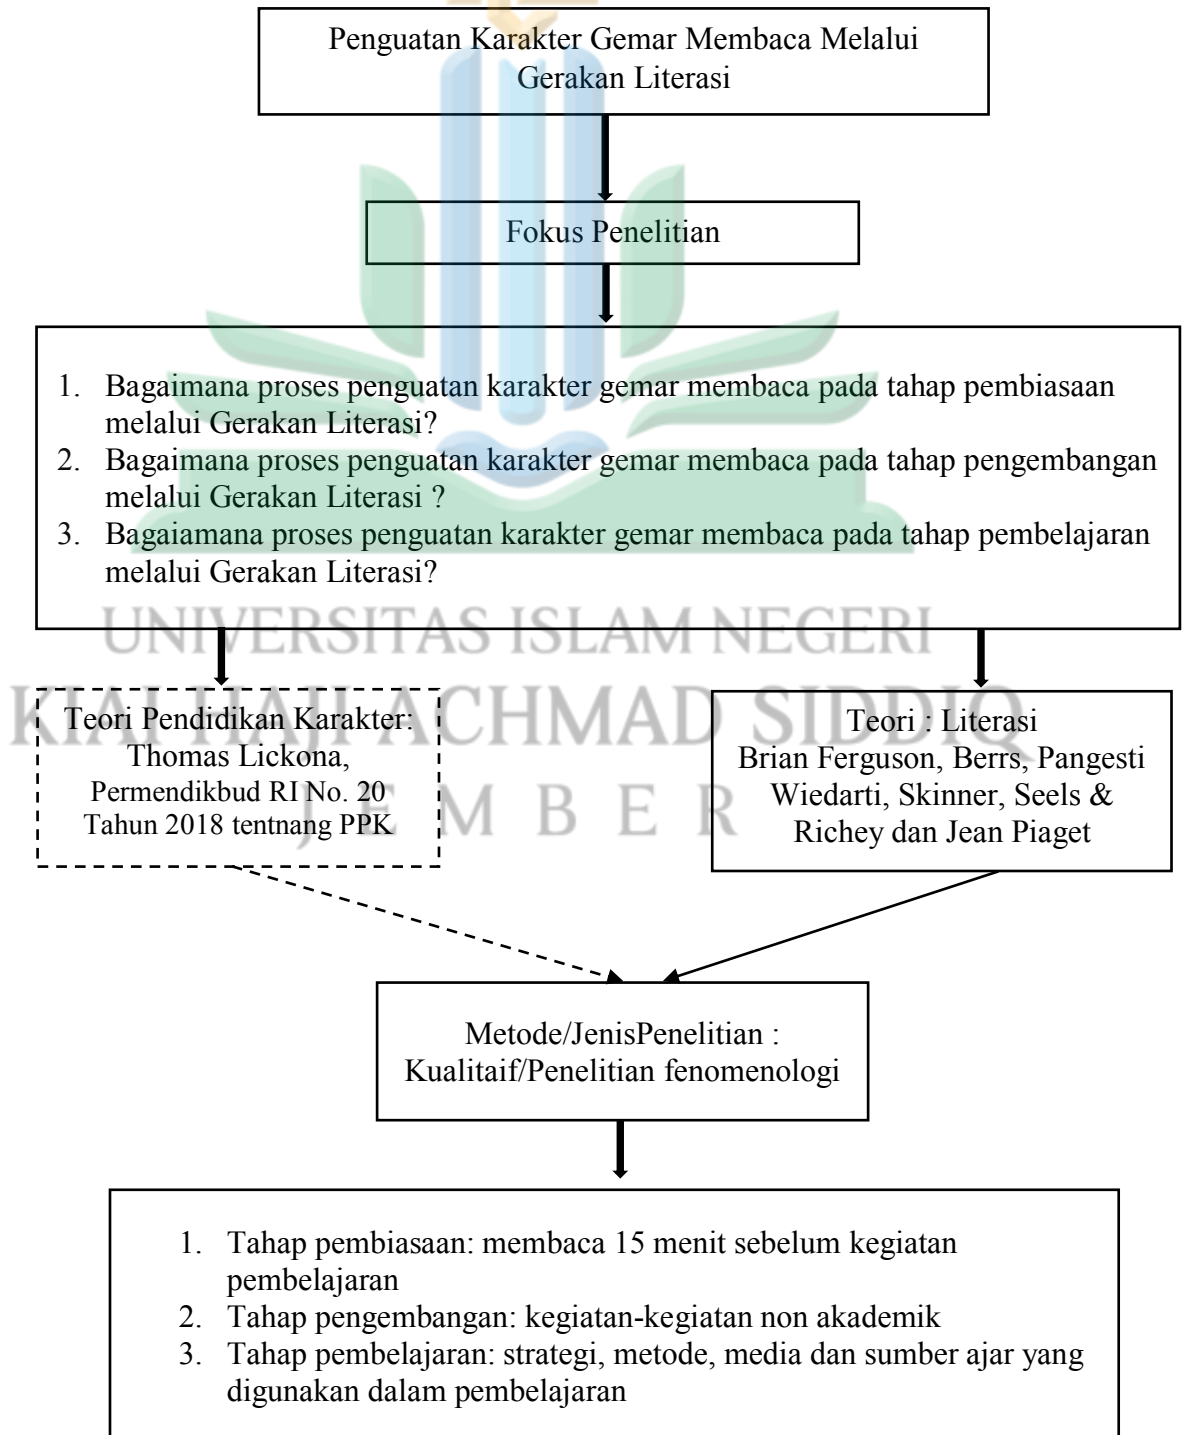 Penguatan Karakter Gemar Membaca Melalui
Gerakan Literasi
Fokus Penelitian
1. Bagaimana proses penguatan karakter gemar membaca pada tahap pembiasaan
melalui Gerakan Literasi?
2. Bagaimana proses penguatan karakter gemar membaca pada tahap pengembangan
melalui Gerakan Literasi ?
3. Bagaiamana proses penguatan karakter gemar membaca pada tahap pembelajaran
melalui Gerakan Literasi?
UNIVERSITAS ISLAM NEGERI
KIAI HAJI ACHMAD SIDDIQ
JEMBER
Teori Pendidikan Karakter:
Thomas Lickona,
Permendikbud RI No. 20
Tahun 2018 tentnang PPK
Teori : Literasi
Brian Ferguson, Berrs, Pangesti
Wiedarti, Skinner, Seels &
Richey dan Jean Piaget
Metode/JenisPenelitian :
Kualitaif/Penelitian fenomenologi
1. Tahap pembiasaan: membaca 15 menit sebelum kegiatan
pembelajaran
2. Tahap pengembangan: kegiatan-kegiatan non akademik
3. Tahap pembelajaran: strategi, metode, media dan sumber ajar yang
digunakan dalam pembelajaran